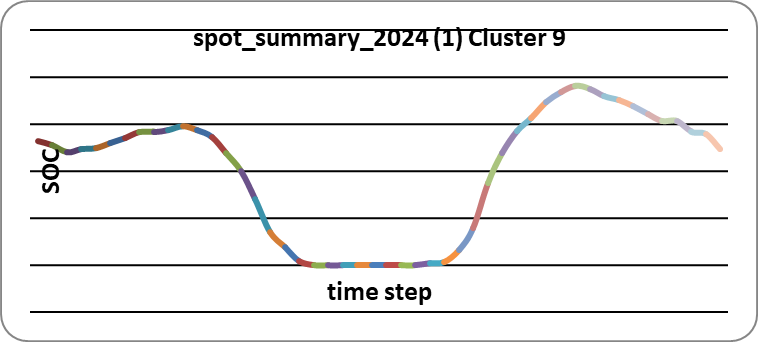 spot_summary_2024 (1) Cluster 9
SOC
time step